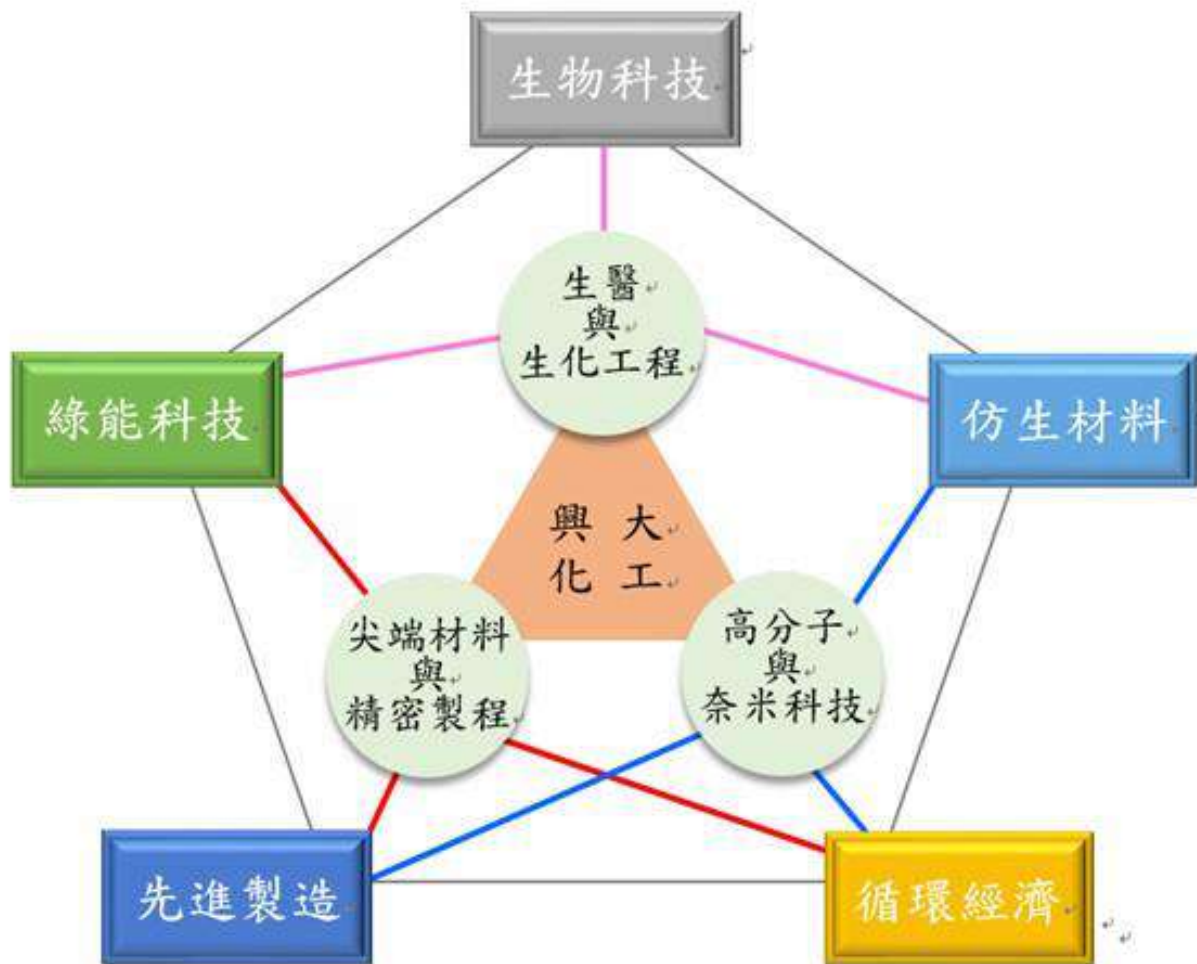 生物科技
生醫
與
生化工程
綠能科技
仿生材料
興 大
化 工
尖端材料
與
精密製程
高分子
與
奈米科技
先進製造
循環經濟